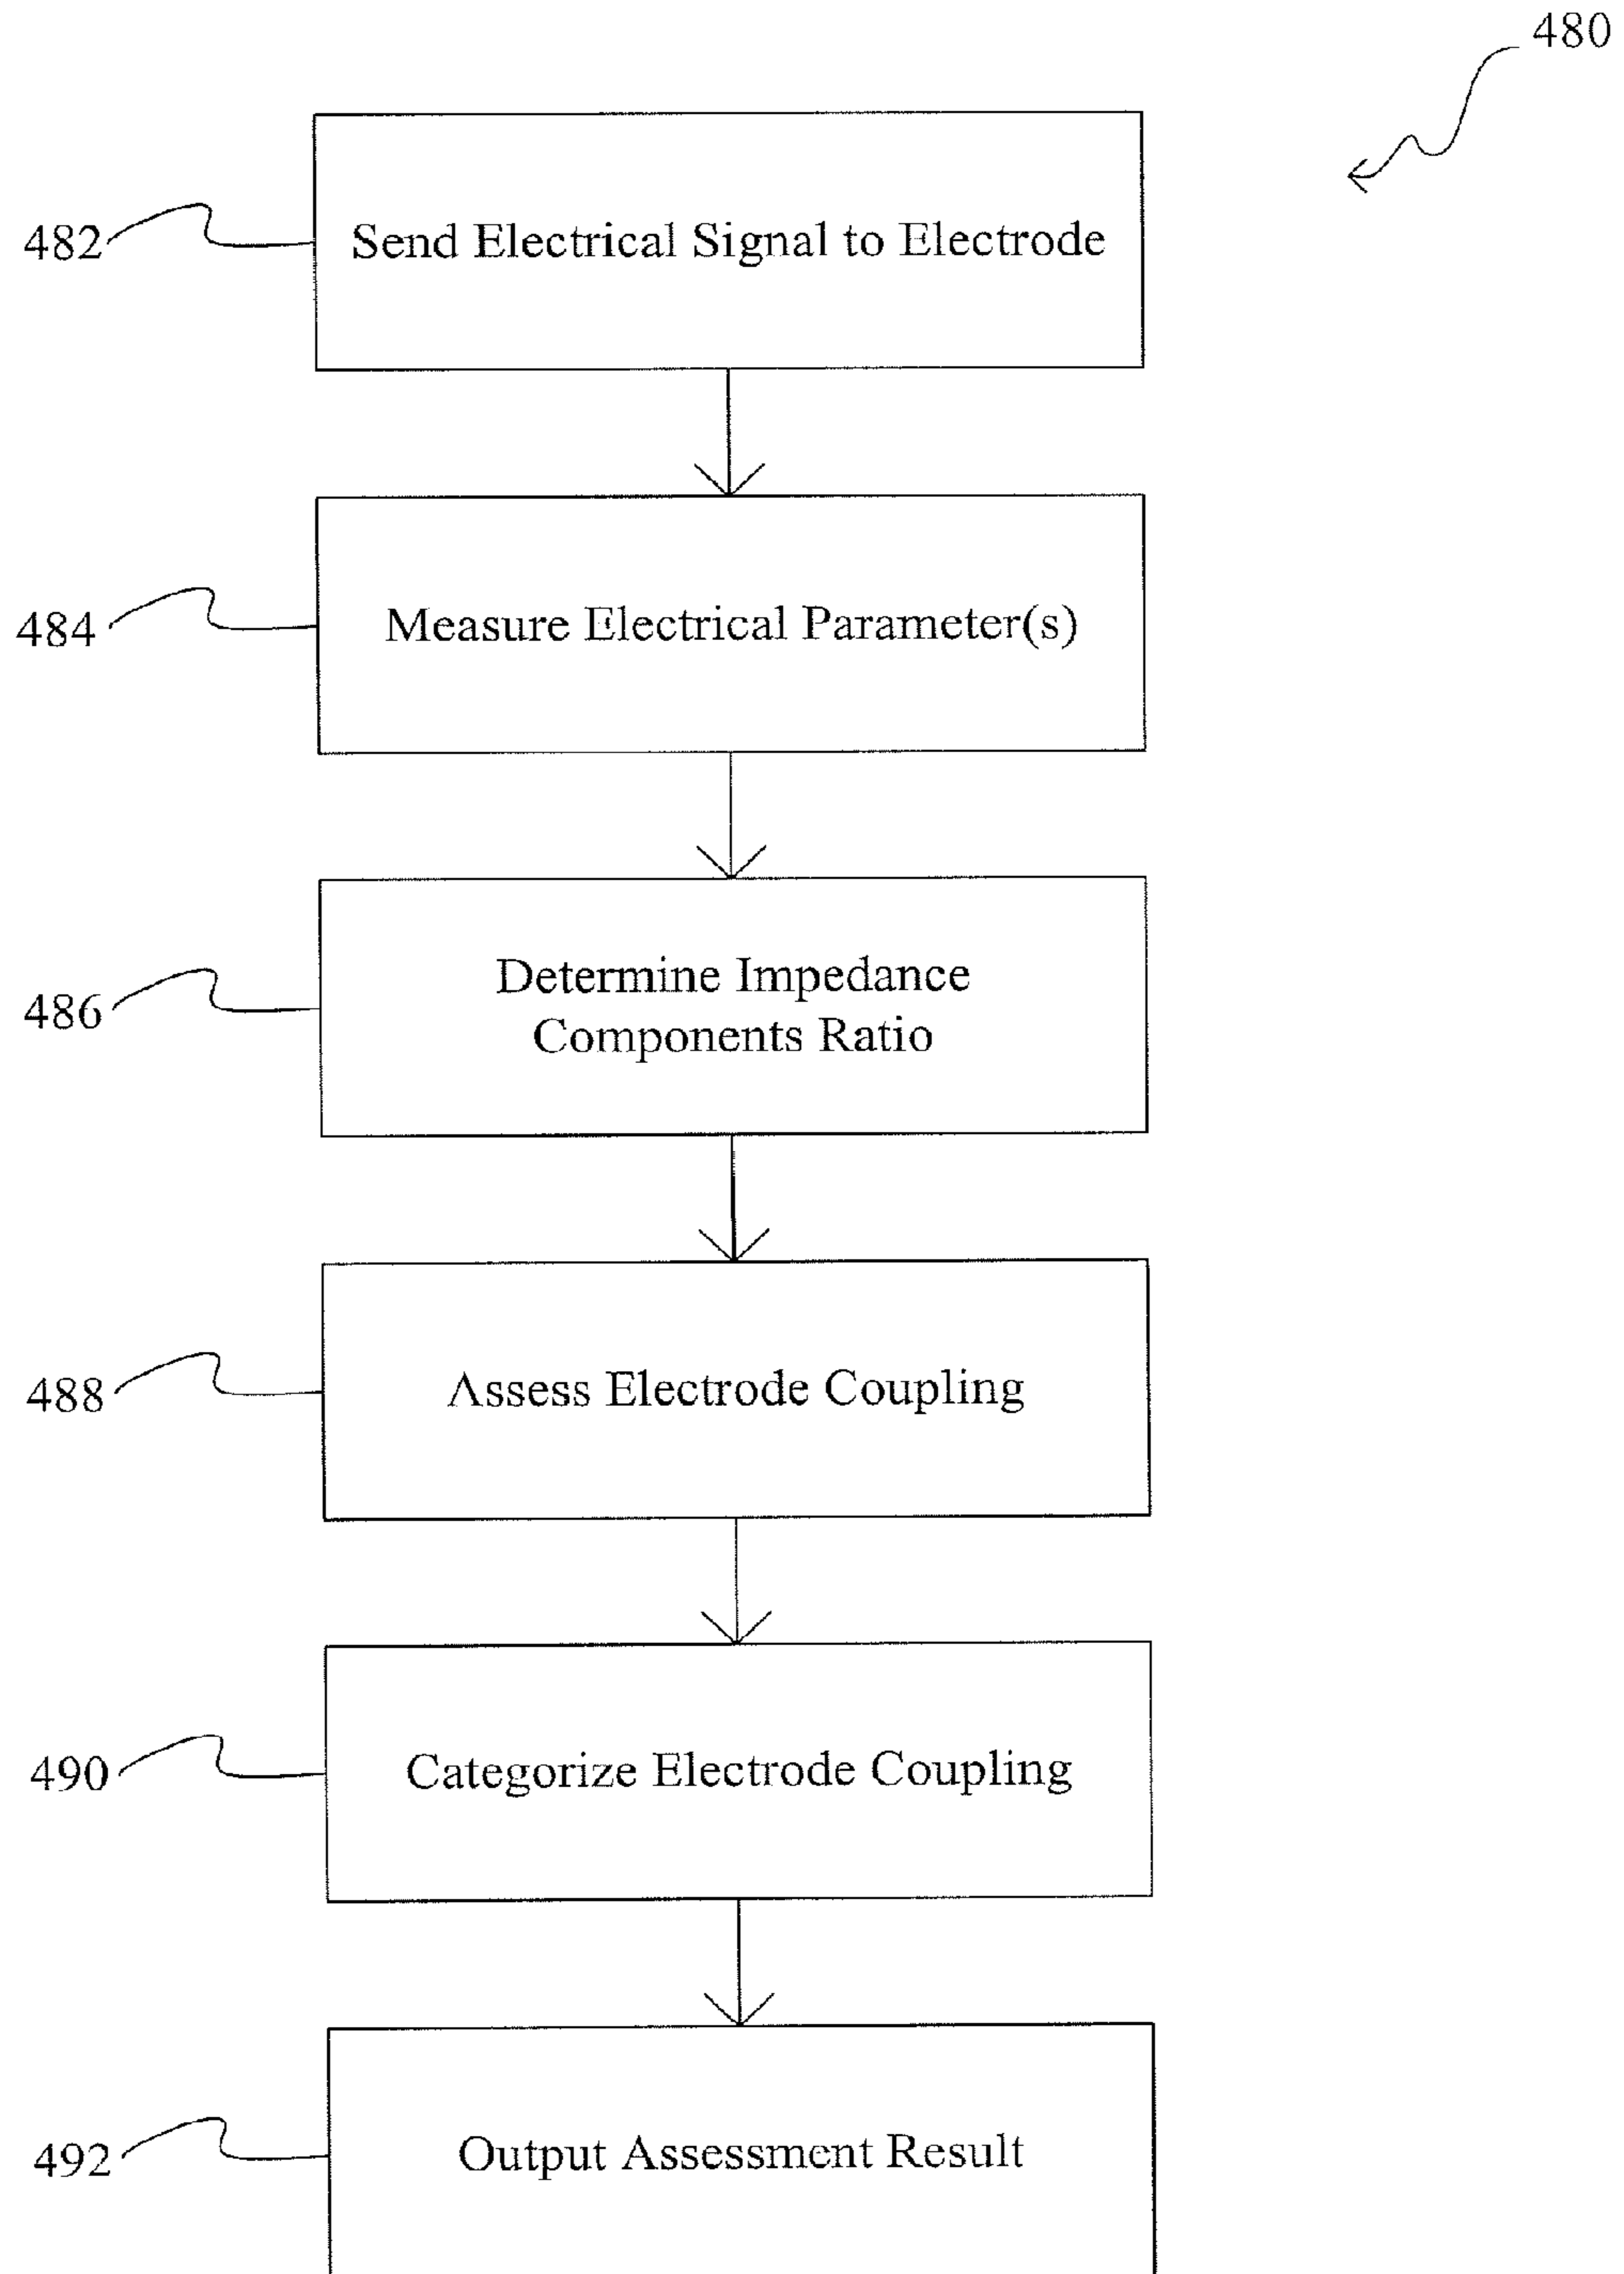 480
482
Send Electrical Signal to Electrode
484
Measure Electrical Parameter(s)
486
Determine Impedance
Components Ratio
488
Assess Electrode Coupling
490
Categorize Electrode Coupling
492
Output Assessment Result